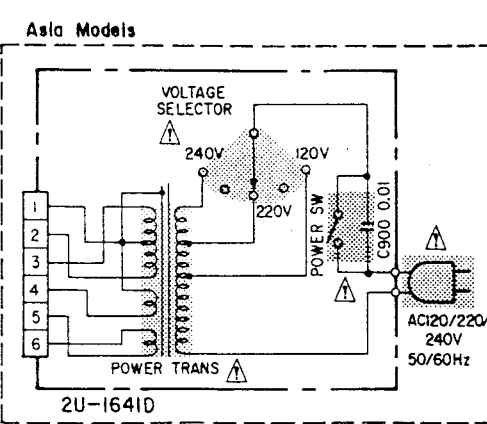 Asia Models
VOLTAGE
SELECTOR
240V
120V
220V
POWER SW
C900 0.01
1
2
3
4
5
6
POWER TRANS
AC120/220/
240V
50/60Hz
2U-1641D